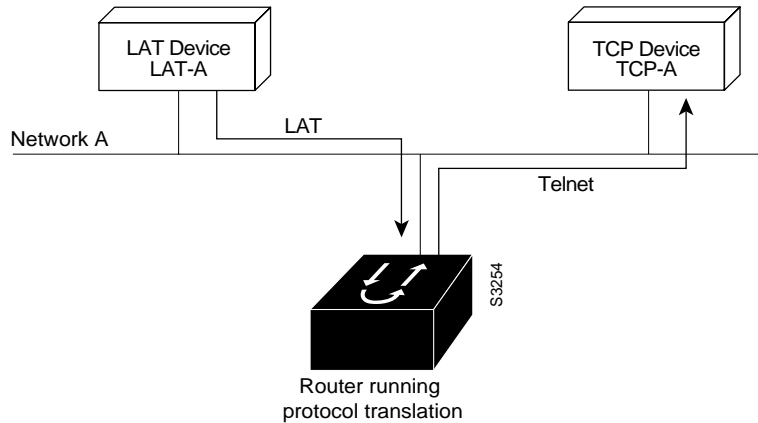 LAT Device
LAT-A
TCP Device
TCP-A
Network A
LAT
Telnet
S3254
Router running
protocol translation